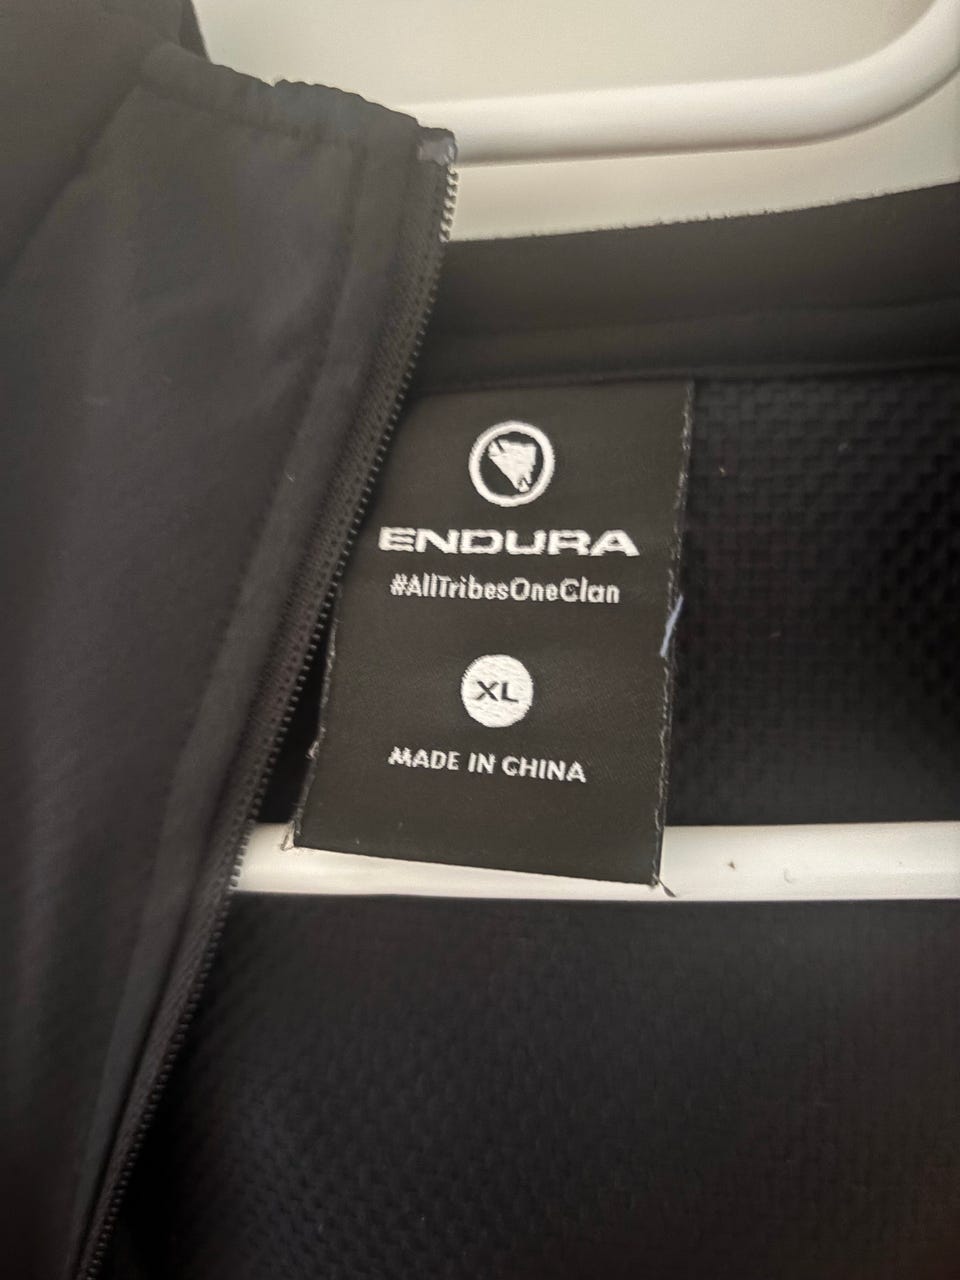 ENDURA
#AllTribesOneClan
XL
MADE IN CHINA